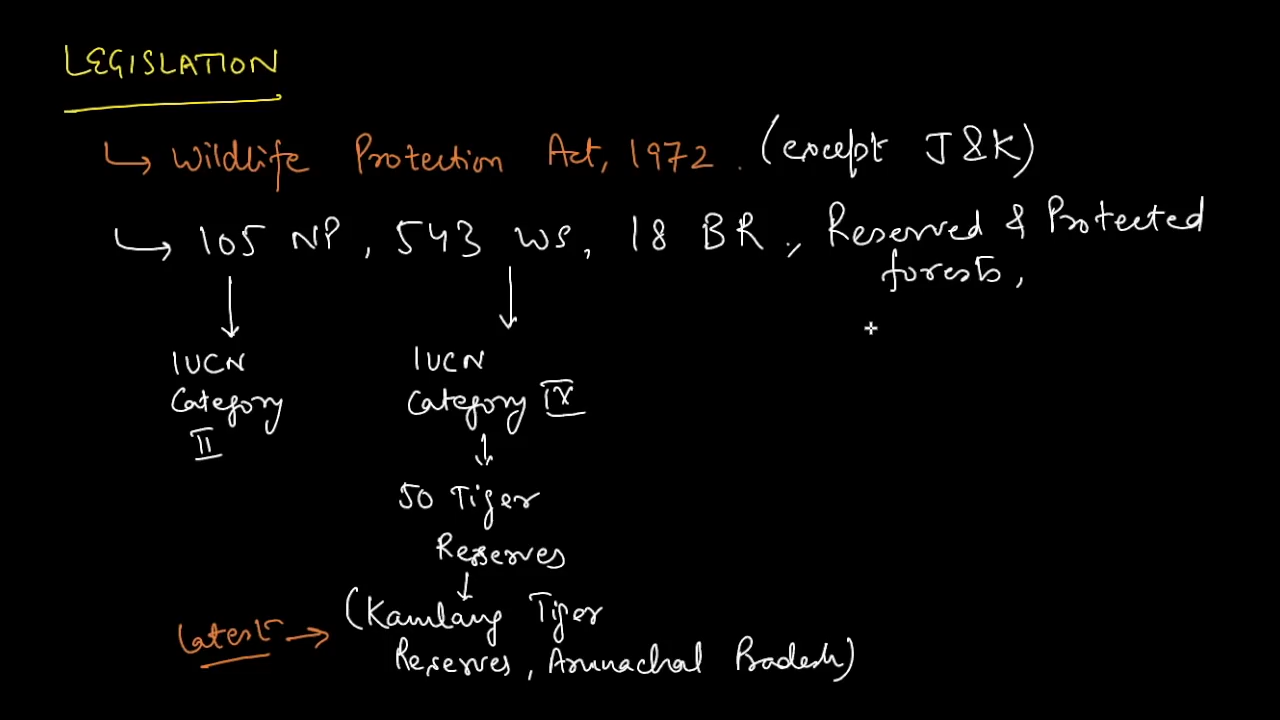 LEGISLATION
↳ Wildlife Protection Act, 1972. (except J&K)
↳ 105 NP, 543 WS, 18 BR, Reserved & Protected
forests,
IUCN Category II
IUCN Category IX
50 Tiger
Reserves
latest → (Kamlang Tiger
Reserves, Arunachal Pradesh)